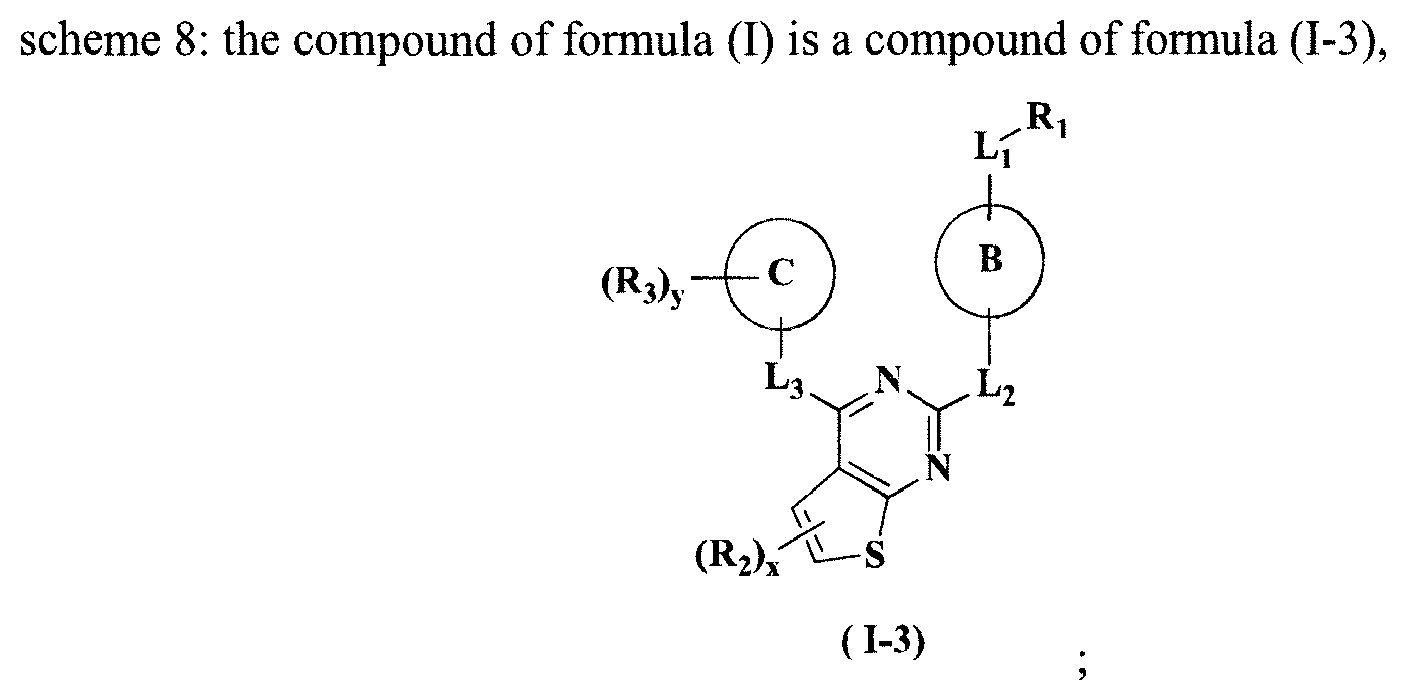 scheme 8: the compound of formula (I) is a compound of formula (I-3),
L₁ R₁
B
(R₃)y C
L₃ N L₂
N
(R₂)x S
( I-3) ;